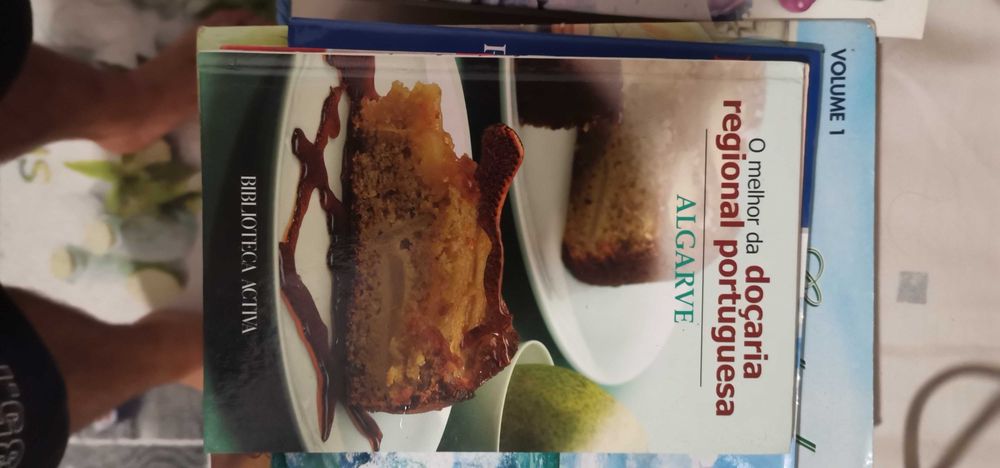 O melhor da doçaria
regional portuguesa
ALGARVE
BIBLIOTECA ACTIVA
VOLUME 1